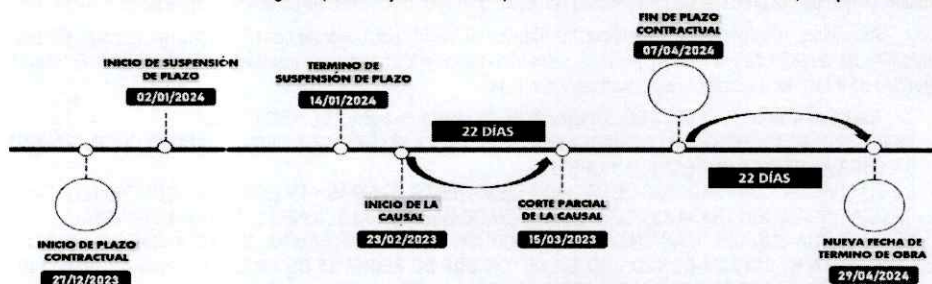 FIN DE PLAZO
CONTRACTUAL
07/04/2024
INICIO DE SUSPENSIÓN
DE PLAZO
02/01/2024
TERMINO DE
SUSPENSIÓN DE PLAZO
14/01/2024
22 DÍAS
22 DÍAS
INICIO DE LA
CAUSAL
23/02/2023
CORTE PARCIAL
DE LA CAUSAL
15/03/2023
INICIO DE PLAZO
CONTRACTUAL
27/12/2023
NUEVA FECHA DE
TERMINO DE OBRA
29/04/2024